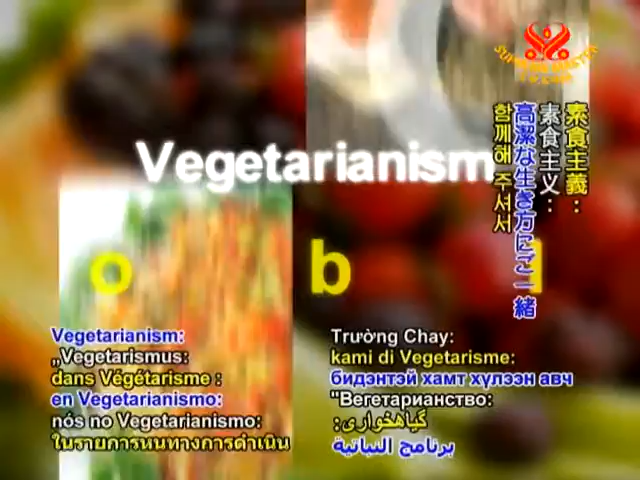 SUPREME MASTER
TELEVISION
Vegetarianism
素食主義：
素食主义：
高潔な生き方にご一緒
함께해 주셔서
o b l
Vegetarianism:
„Vegetarismus:
dans Végétarisme :
en Vegetarianismo:
nós no Vegetarianismo:
ในรายการหนทางการดำเนิน
Trường Chay:
kami di Vegetarisme:
бидэнтэй хамт хүлээн авч
"Вегетарианство:
گیاهخواری:
برنامج النباتية